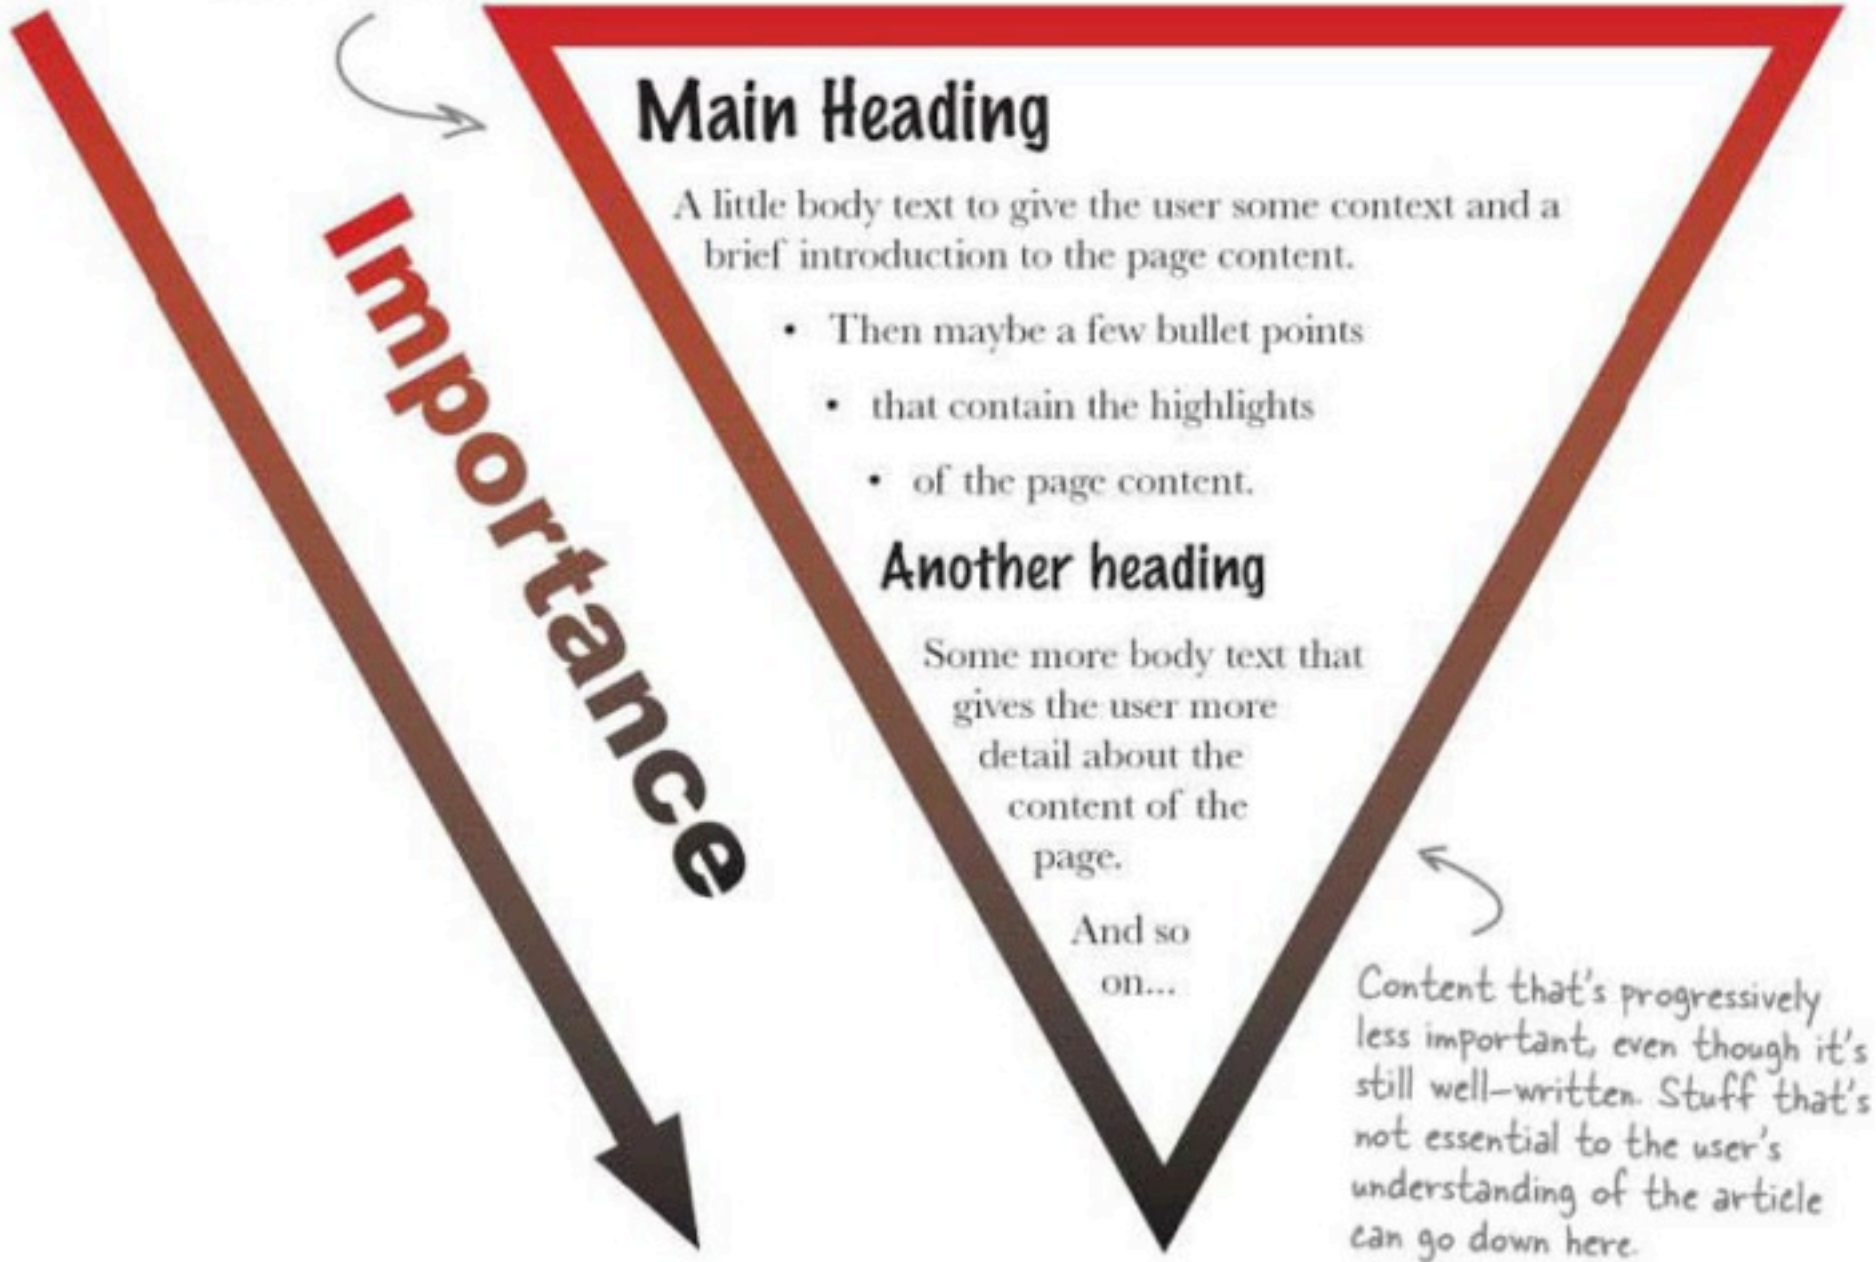 Main Heading
A little body text to give the user some context and a
brief introduction to the page content.
• Then maybe a few bullet points
• that contain the highlights
• of the page content.
Another heading
Some more body text that
gives the user more
detail about the
content of the
page.
And so
on...
Importance
Content that's progressively
less important, even though it's
still well-written. Stuff that's
not essential to the user's
understanding of the article
can go down here.